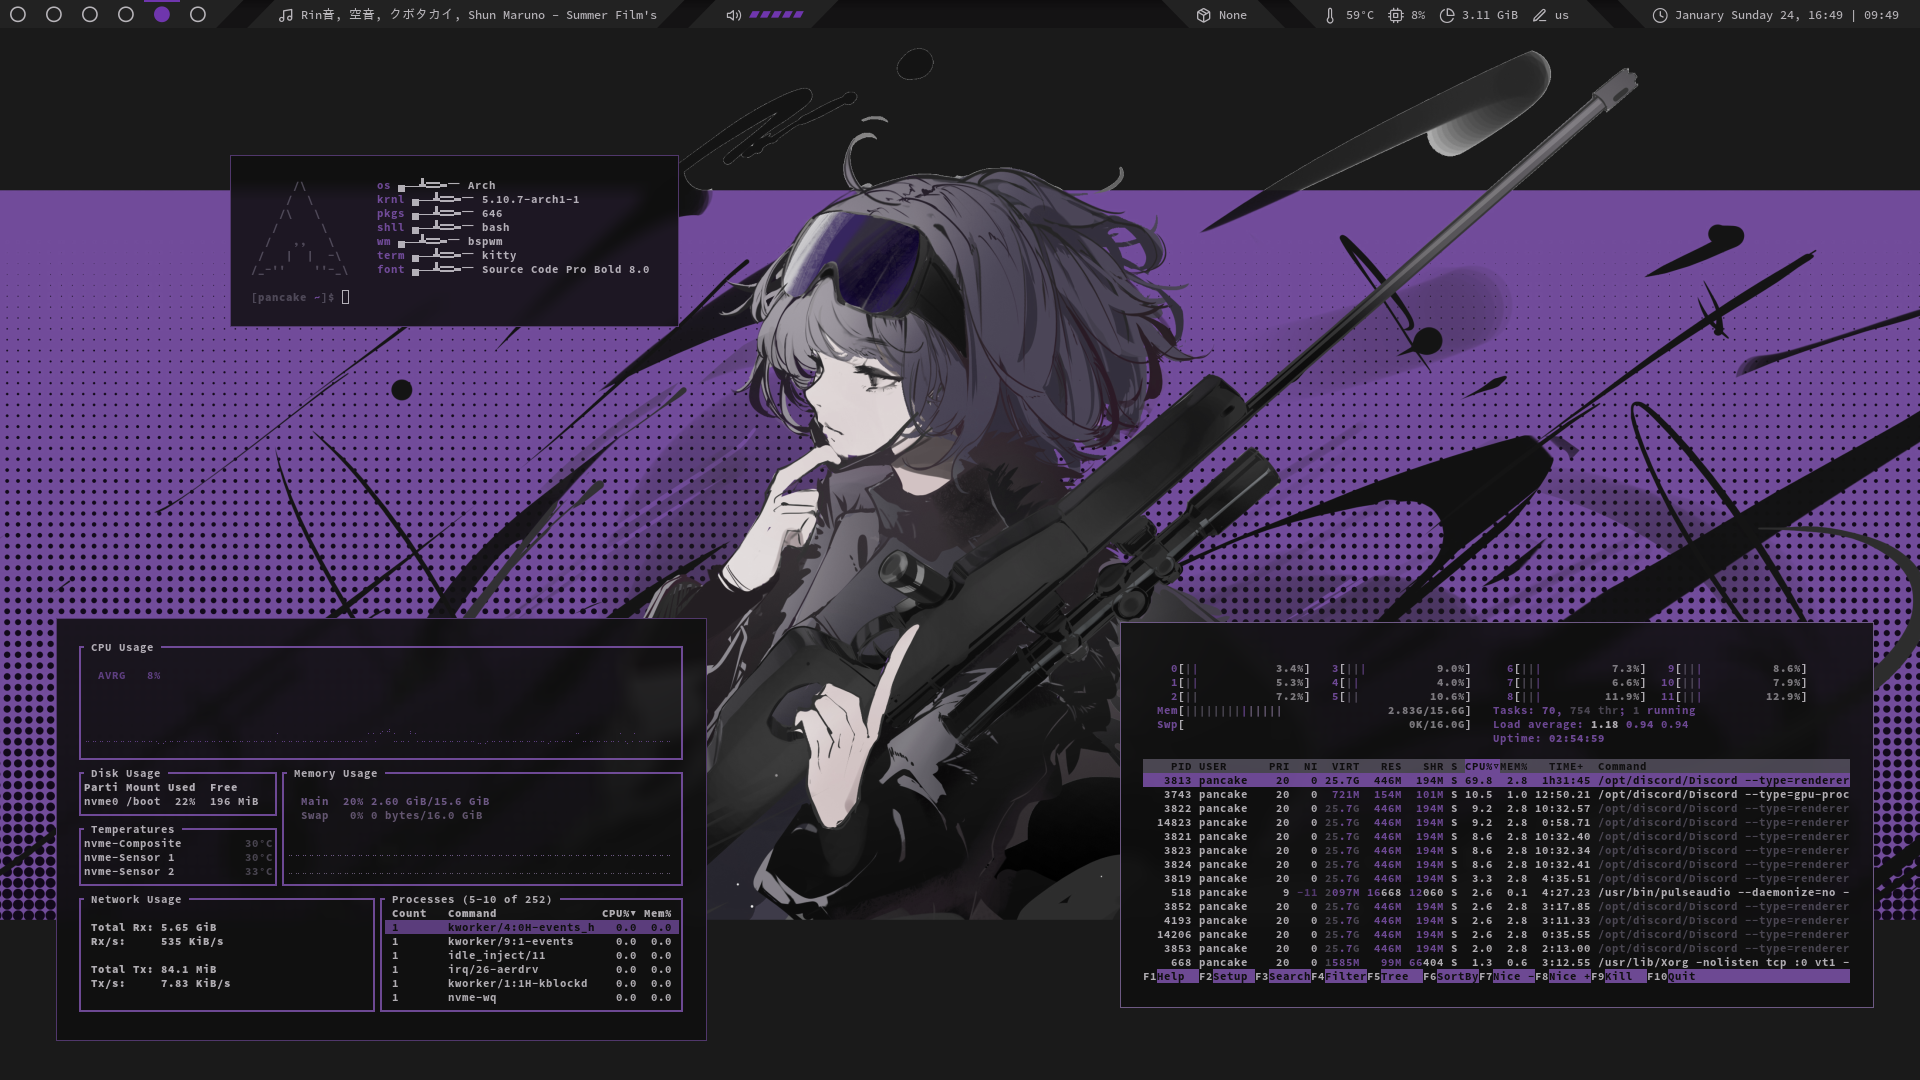 Rin音, 空音, クボタカイ, Shun Maruno – Summer Film's
None
59°C 8% 3.11 GiB us
January Sunday 24, 16:49 | 09:49
os Arch
krnl 5.10.7-arch1-1
pkgs 646
shll bash
wm bspwm
term kitty
font Source Code Pro Bold 8.0
[pancake ~]$
CPU Usage
AVRG 8%
Disk Usage
Parti Mount Used Free
nvme0 /boot 22% 196 MiB
Temperatures
nvme-Composite 30°C
nvme-Sensor 1 30°C
nvme-Sensor 2 33°C
Memory Usage
Main 20% 2.60 GiB/15.6 GiB
Swap 0% 0 bytes/16.0 GiB
Network Usage
Total Rx: 5.65 GiB
Rx/s: 535 KiB/s
Total Tx: 84.1 MiB
Tx/s: 7.83 KiB/s
Processes (5-10 of 252)
Count Command CPU%▼ Mem%
1 kworker/4:0H-events_h 0.0 0.0
1 kworker/9:1-events 0.0 0.0
1 idle_inject/11 0.0 0.0
1 irq/26-aerdrv 0.0 0.0
1 kworker/1:1H-kblockd 0.0 0.0
1 nvme-wq 0.0 0.0
0[|| 3.4%] 3[||| 9.0%] 6[||| 7.3%] 9[||| 8.6%]
1[|| 5.3%] 4[|| 4.0%] 7[||| 6.6%] 10[||| 7.9%]
2[|| 7.2%] 5[|| 10.6%] 8[||| 11.9%] 11[||| 12.9%]
Mem[|||||||||||||| 2.83G/15.6G] Tasks: 70, 754 thr; 1 running
Swp[ 0K/16.0G] Load average: 1.18 0.94 0.94
Uptime: 02:54:59
PID USER PRI NI VIRT RES SHR S CPU%▽MEM% TIME+ Command
3813 pancake 20 0 25.7G 446M 194M S 69.8 2.8 1h31:45 /opt/discord/Discord --type=renderer
3743 pancake 20 0 721M 154M 101M S 10.5 1.0 12:50.21 /opt/discord/Discord --type=gpu-proc
3822 pancake 20 0 25.7G 446M 194M S 9.2 2.8 10:32.57 /opt/discord/Discord --type=renderer
14823 pancake 20 0 25.7G 446M 194M S 9.2 2.8 0:58.71 /opt/discord/Discord --type=renderer
3821 pancake 20 0 25.7G 446M 194M S 8.6 2.8 10:32.40 /opt/discord/Discord --type=renderer
3823 pancake 20 0 25.7G 446M 194M S 8.6 2.8 10:32.34 /opt/discord/Discord --type=renderer
3824 pancake 20 0 25.7G 446M 194M S 8.6 2.8 10:32.41 /opt/discord/Discord --type=renderer
3819 pancake 20 0 25.7G 446M 194M S 3.3 2.8 4:35.51 /opt/discord/Discord --type=renderer
518 pancake 9 -11 2097M 16668 12060 S 2.6 0.1 4:27.23 /usr/bin/pulseaudio --daemonize=no -
3852 pancake 20 0 25.7G 446M 194M S 2.6 2.8 3:17.85 /opt/discord/Discord --type=renderer
4193 pancake 20 0 25.7G 446M 194M S 2.6 2.8 3:11.33 /opt/discord/Discord --type=renderer
14206 pancake 20 0 25.7G 446M 194M S 2.6 2.8 0:35.55 /opt/discord/Discord --type=renderer
3853 pancake 20 0 25.7G 446M 194M S 2.0 2.8 2:13.00 /opt/discord/Discord --type=renderer
668 pancake 20 0 1585M 99M 66404 S 1.3 0.6 3:12.55 /usr/lib/Xorg -nolisten tcp :0 vt1 -
F1Help F2Setup F3SearchF4FilterF5Tree F6SortByF7Nice -F8Nice +F9Kill F10Quit